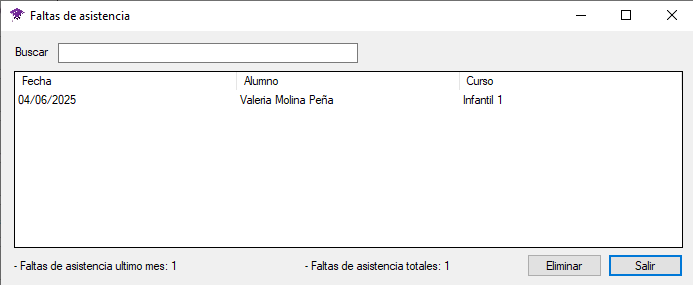 Faltas de asistencia
Buscar
Fecha Alumno Curso
04/06/2025 Valeria Molina Peña Infantil 1
- Faltas de asistencia ultimo mes: 1 - Faltas de asistencia totales: 1 Eliminar Salir